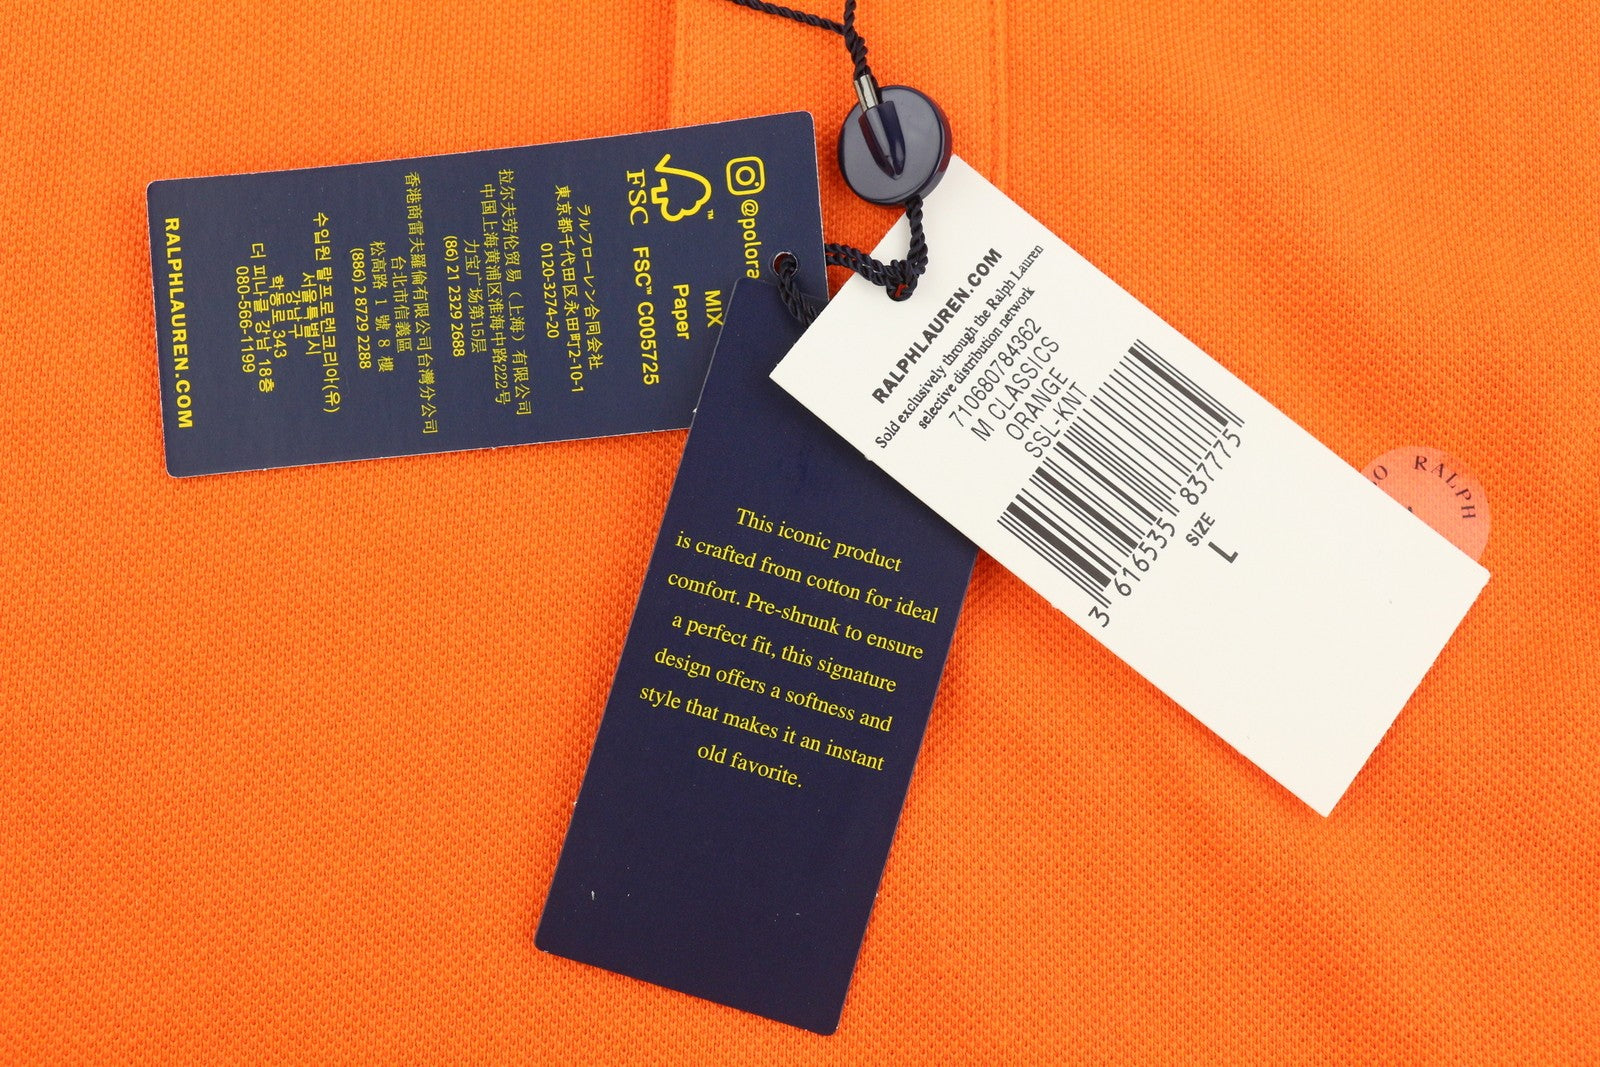 @polora
FSC
™
MIX
Paper
FSC™ C005725
ラルフローレン合同会社
東京都千代田区永田町2-10-1
0120-3274-20
拉尔夫劳伦贸易（上海）有限公司
中国上海黄浦区淮海中路222号
力宝广场第15层
(86) 21 2329 2688
香港商雷夫羅倫有限公司台灣分公司
台北市信義區
松高路 1 號 8 樓
(886) 2 8729 2288
수입원 랄프로렌코리아(유)
서울특별시
강남구
학동로 343
더 피나클 강남 18층
080-566-1199
RALPHLAUREN.COM
This iconic product
is crafted from cotton for ideal
comfort. Pre-shrunk to ensure
a perfect fit, this signature
design offers a softness and
style that makes it an instant
old favorite.
RALPHLAUREN.COM
Sold exclusively through the Ralph Lauren
selective distribution network
710680784362
M CLASSICS
ORANGE
SSL-KNT
3 616535 837775
SIZE
L
RALPH